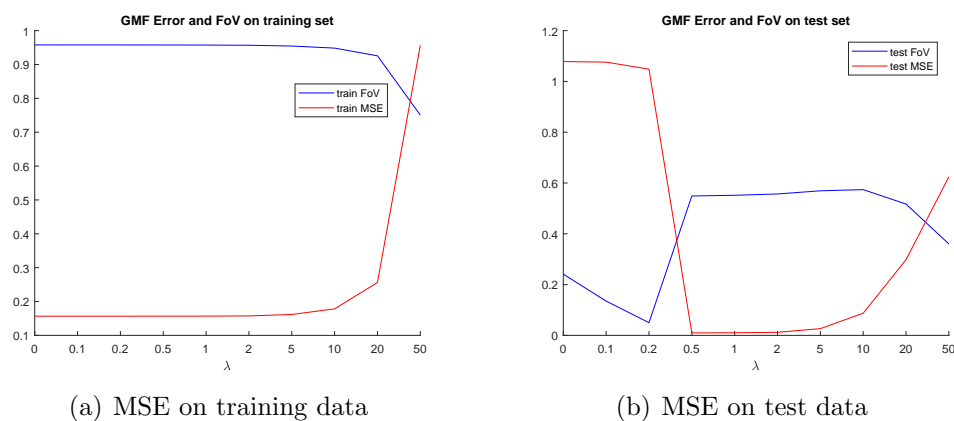 GMF Error and FoV on training set
1
0.9
0.8
0.7
0.6
0.5
0.4
0.3
0.2
0.1
train FoV
train MSE
0 0.1 0.2 0.5 1 2 5 10 20 50
λ
(a) MSE on training data
GMF Error and FoV on test set
1.2
1
0.8
0.6
0.4
0.2
0
test FoV
test MSE
0 0.1 0.2 0.5 1 2 5 10 20 50
λ
(b) MSE on test data